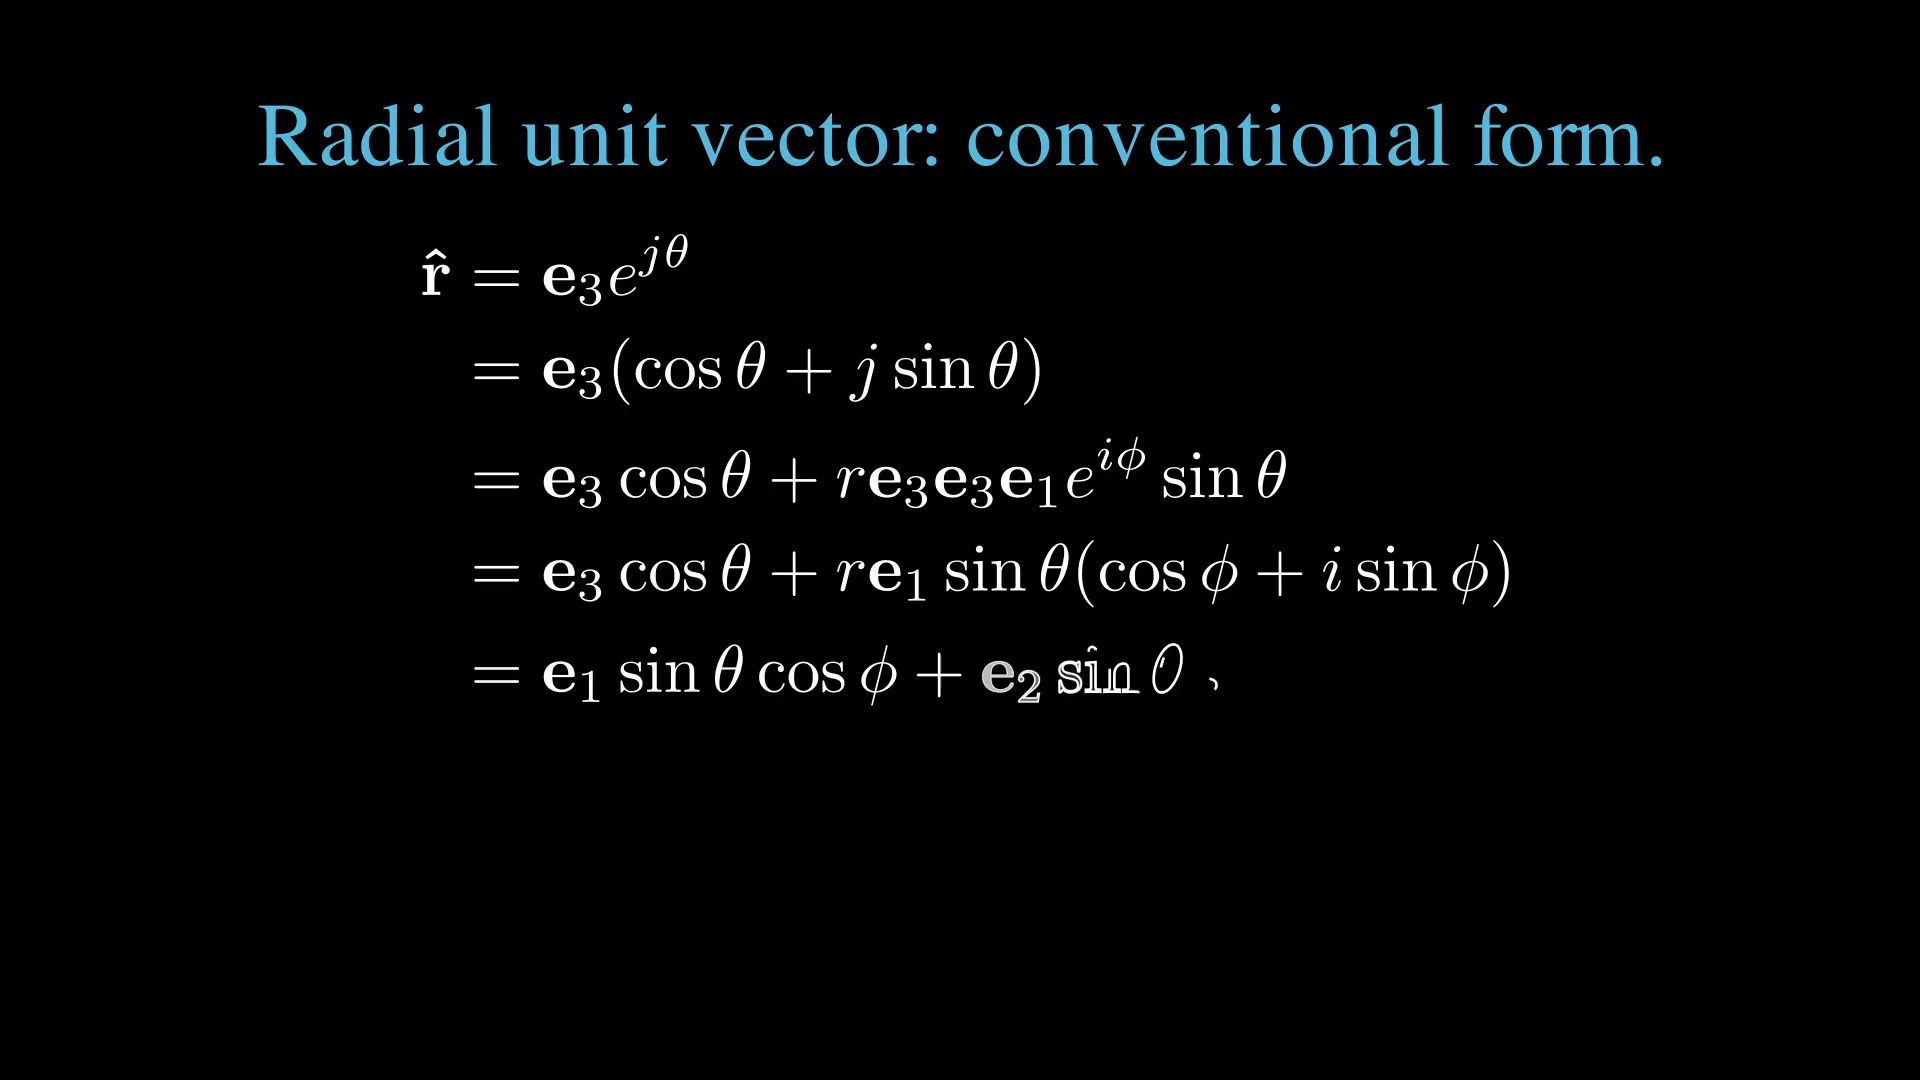 Radial unit vector: conventional form.
r̂ = e₃e^{jθ}
= e₃(cos θ + j sin θ)
= e₃ cos θ + re₃e₃e₁e^{iϕ} sin θ
= e₃ cos θ + re₁ sin θ(cos ϕ + i sin ϕ)
= e₁ sin θ cos ϕ + e₂ sin